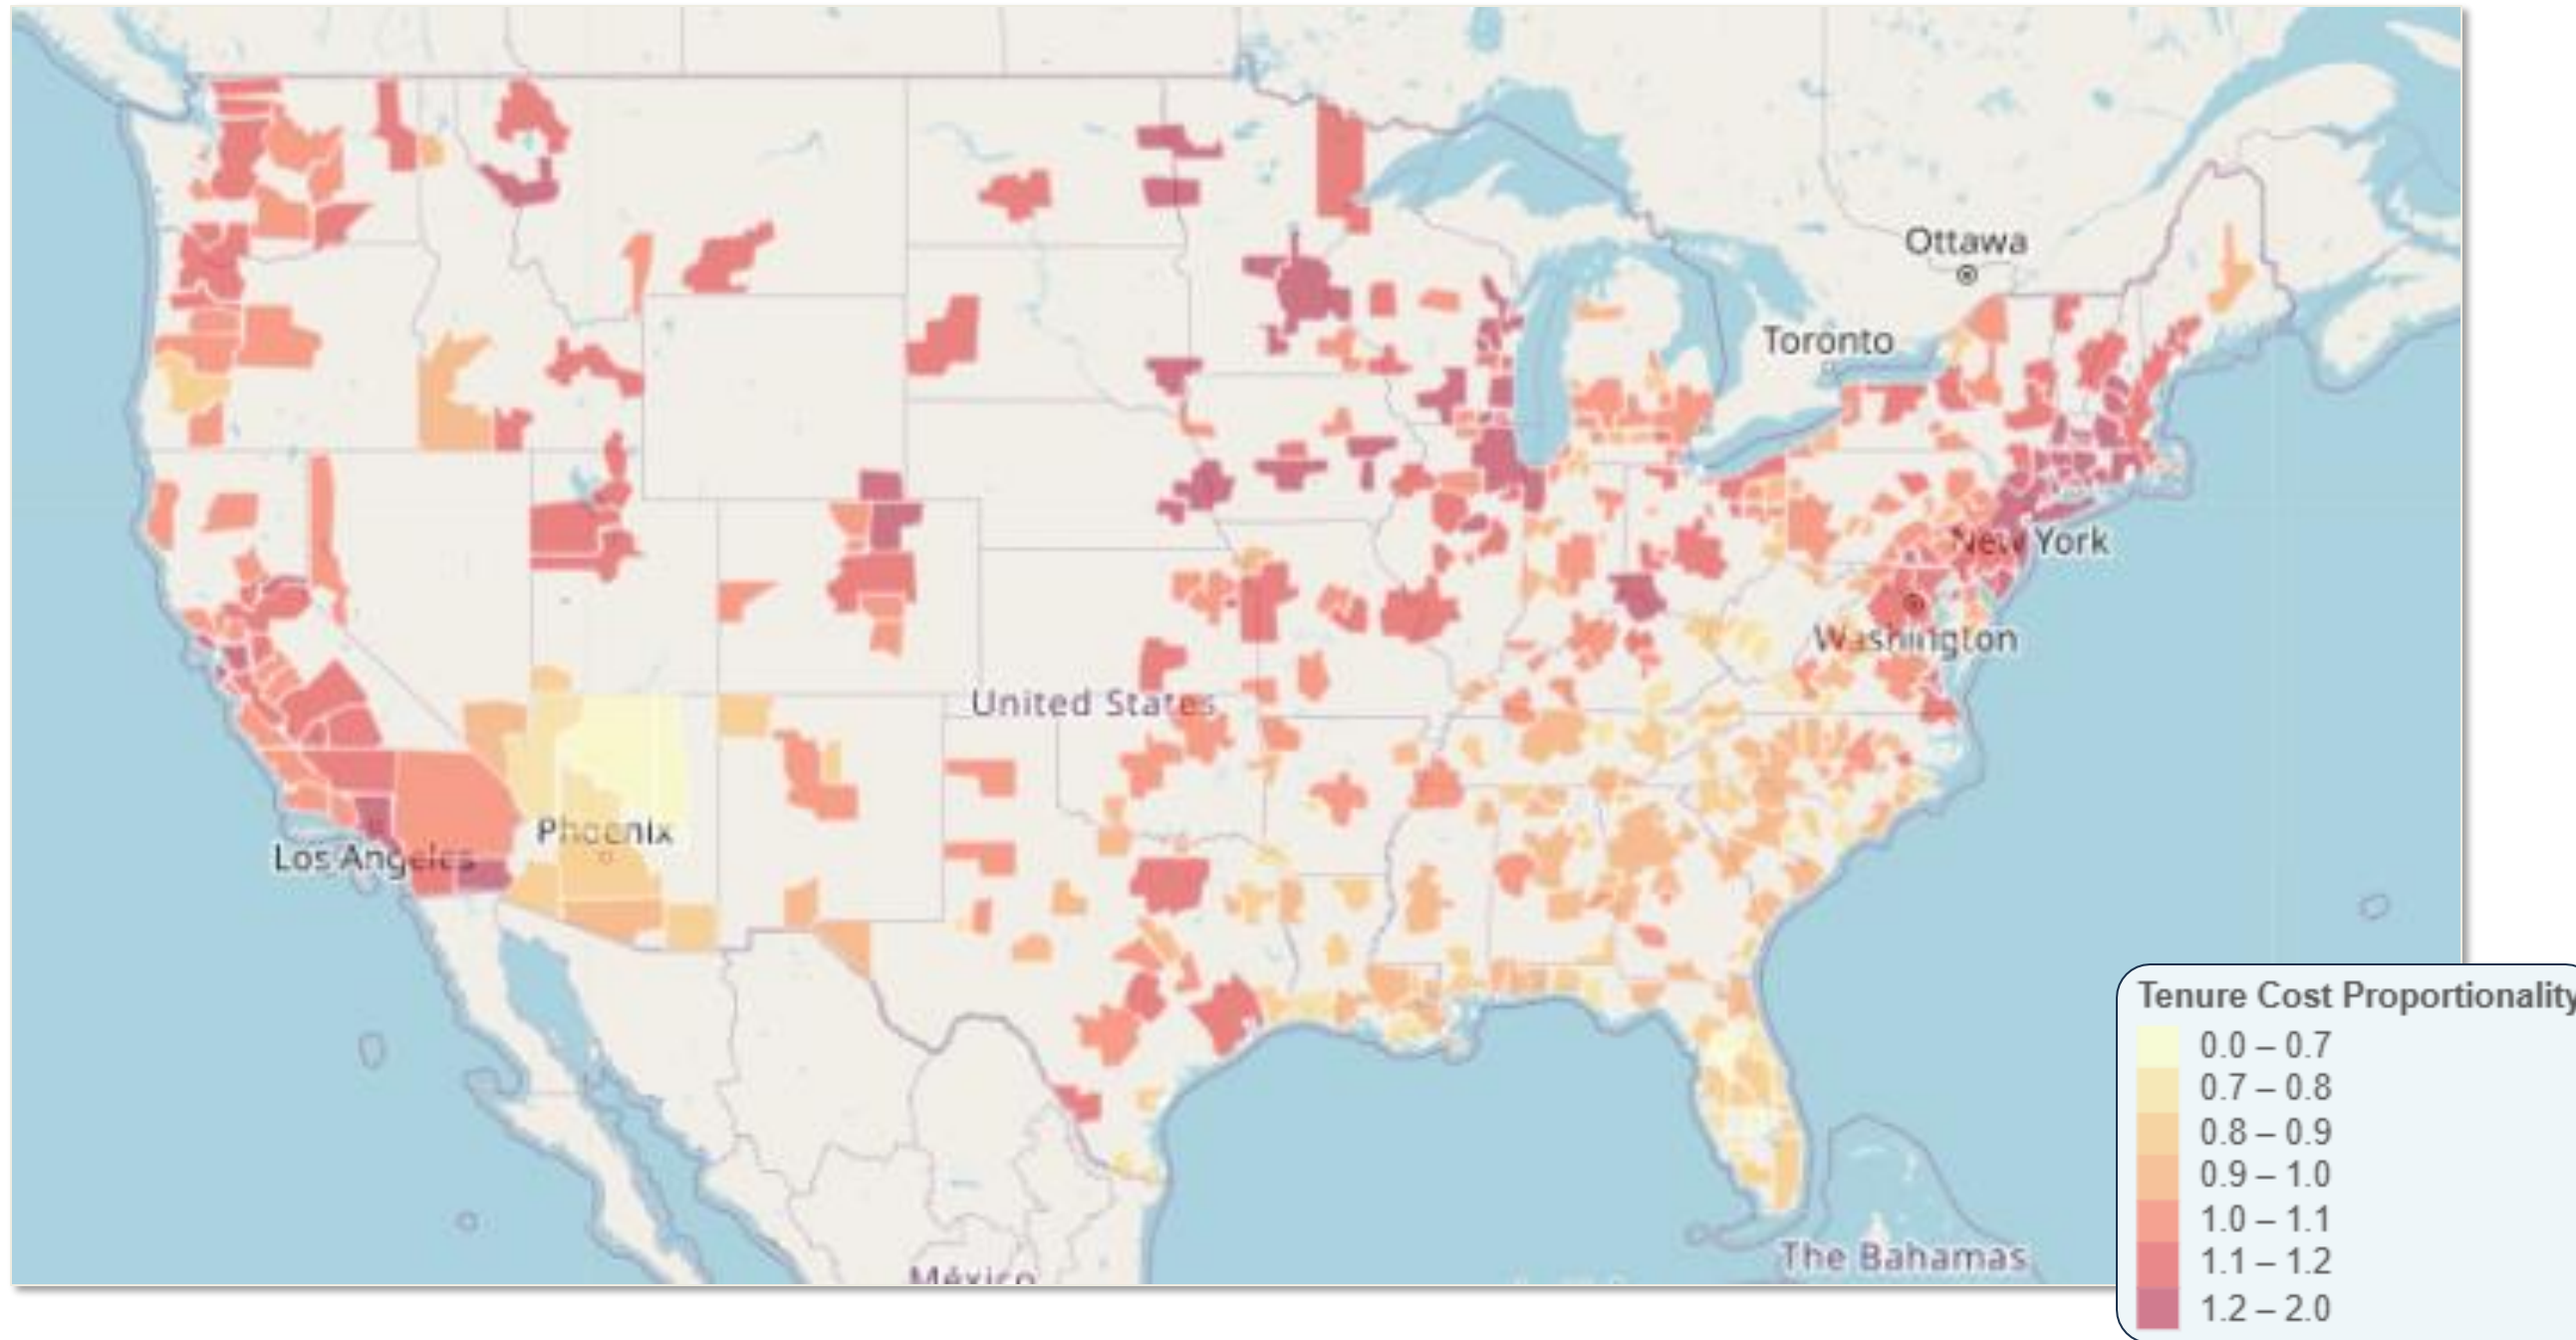 Ottawa
Toronto
New York
Washington
United States
Phoenix
Los Angeles
The Bahamas
México
Tenure Cost Proportionality
0.0 – 0.7
0.7 – 0.8
0.8 – 0.9
0.9 – 1.0
1.0 – 1.1
1.1 – 1.2
1.2 – 2.0